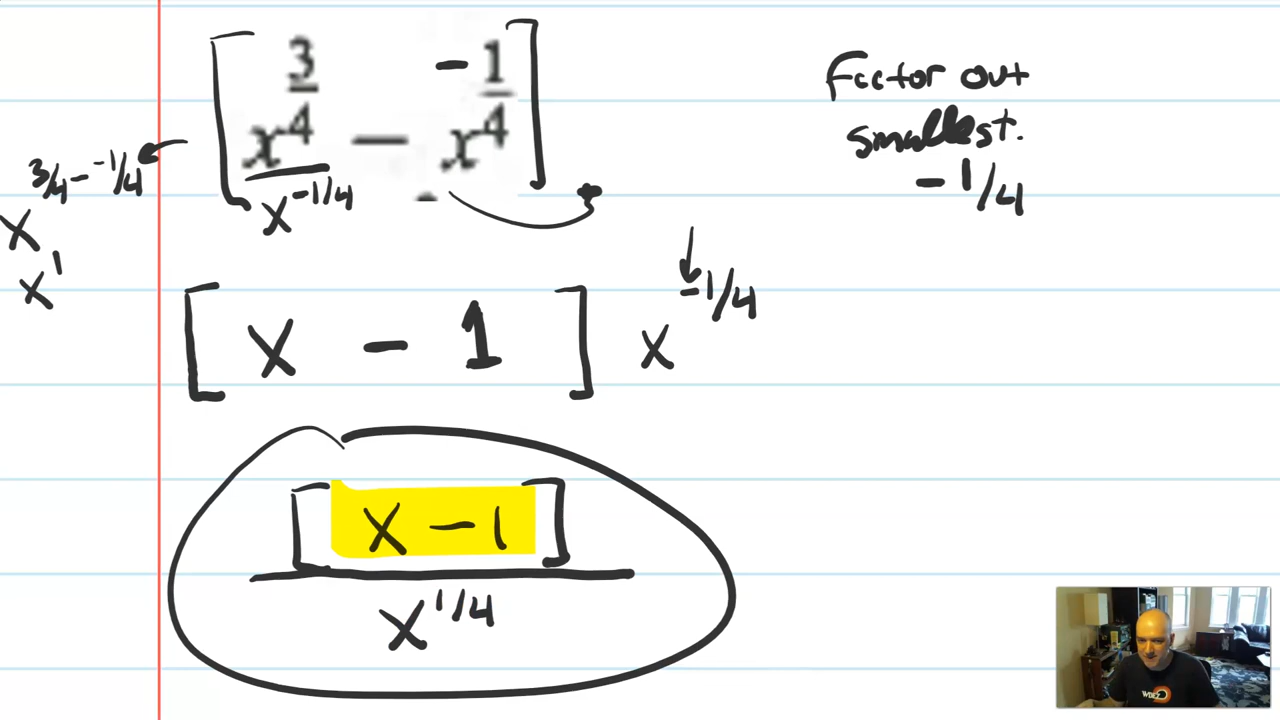 [x^{3/4} - x^{-1/4}]
x^{-1/4}
Factor out
smallest.
-1/4
x^{3/4 - -1/4}
x^1
[x - 1] x^{-1/4}
[x - 1]
x^{1/4}